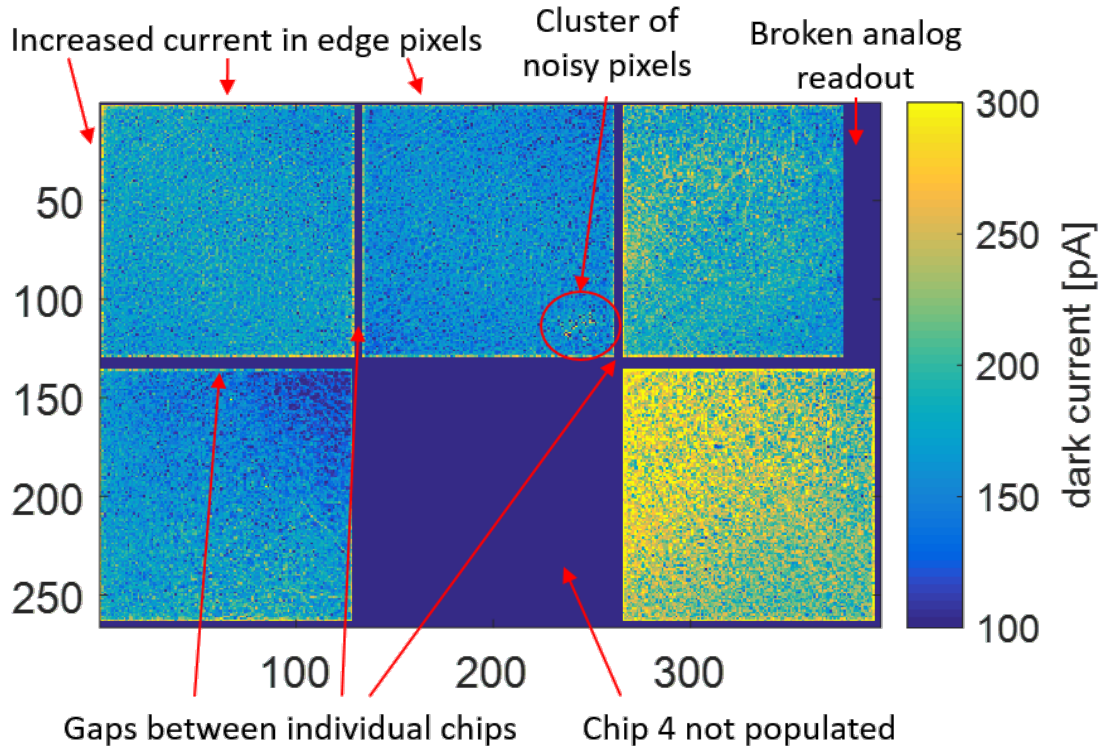 Increased current in edge pixels
Cluster of
noisy pixels
Broken analog
readout
50
100
150
200
250
100
200
300
300
250
200
150
100
dark current [pA]
Gaps between individual chips
Chip 4 not populated